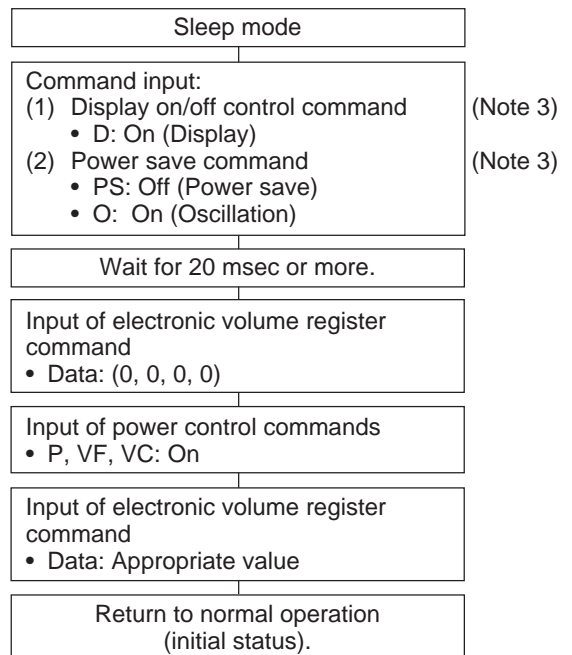 Sleep mode
Command input:
(1) Display on/off control command (Note 3)
• D: On (Display)
(2) Power save command (Note 3)
• PS: Off (Power save)
• O: On (Oscillation)
Wait for 20 msec or more.
Input of electronic volume register
command
• Data: (0, 0, 0, 0)
Input of power control commands
• P, VF, VC: On
Input of electronic volume register
command
• Data: Appropriate value
Return to normal operation
(initial status).